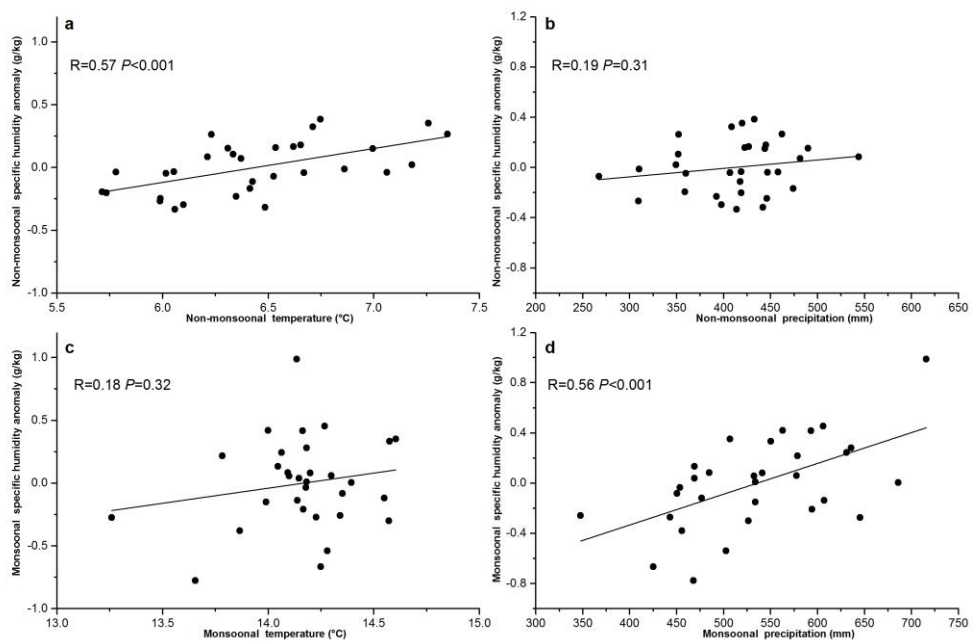 a
R=0.57 P<0.001
Non-monsoonal specific humidity anomaly (g/kg)
1.0
0.5
0.0
-0.5
-1.0
5.5 6.0 6.5 7.0 7.5
Non-monsoonal temperature (°C)
b
R=0.19 P=0.31
Non-monsoonal specific humidity anomaly (g/kg)
1.2
0.8
0.4
0.0
-0.4
-0.8
200 250 300 350 400 450 500 550 600 650
Non-monsoonal precipitation (mm)
c
R=0.18 P=0.32
Monsoonal specific humidity anomaly (g/kg)
1.0
0.5
0.0
-0.5
-1.0
13.0 13.5 14.0 14.5 15.0
Monsoonal temperature (°C)
d
R=0.56 P<0.001
Monsoonal specific humidity anomaly (g/kg)
1.2
0.8
0.4
0.0
-0.4
-0.8
300 350 400 450 500 550 600 650 700 750
Monsoonal precipitation (mm)